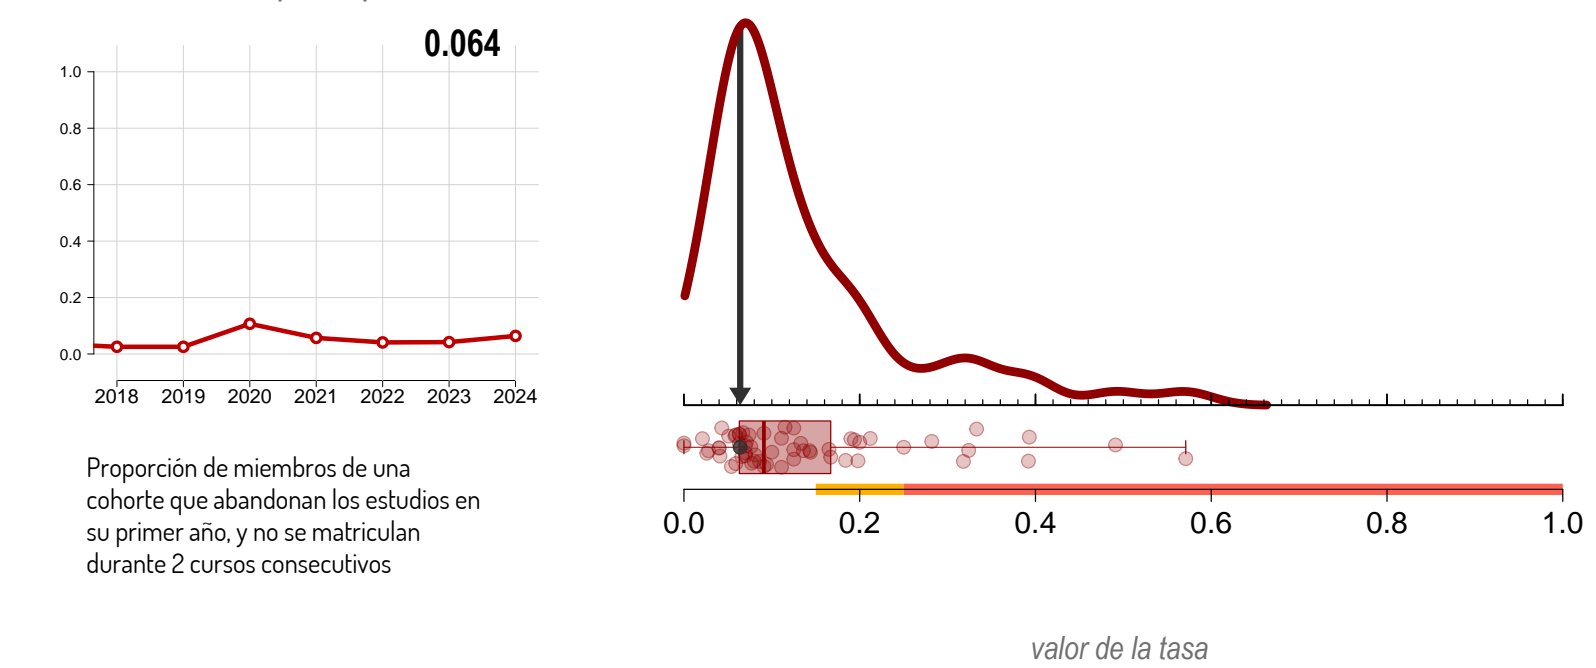 0.064
1.0
0.8
0.6
0.4
0.2
0.0
2018 2019 2020 2021 2022 2023 2024
Proporción de miembros de una
cohorte que abandonan los estudios en
su primer año, y no se matriculan
durante 2 cursos consecutivos
0.0 0.2 0.4 0.6 0.8 1.0
valor de la tasa